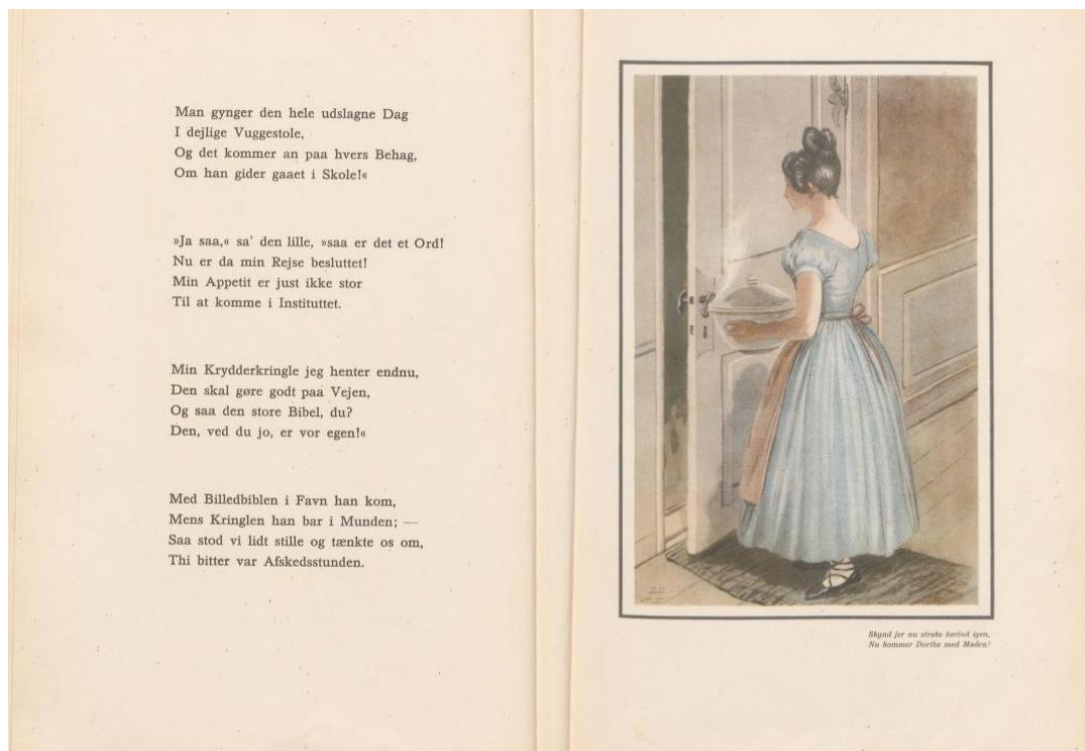 Man gynger den hele udslagne Dag
I dejlige Vuggestole,
Og det kommer an paa hvers Behag,
Om han gider gaaet i Skole!«
»Ja saa,« sa' den lille, »saa er det et Ord!
Nu er da min Rejse besluttet!
Min Appetit er just ikke stor
Til at komme i Instituttet.
Min Krydderkringle jeg henter endnu,
Den skal gøre godt paa Vejen,
Og saa den store Bibel, du?
Den, ved du jo, er vor egen!«
Med Billedbiblen i Favn han kom,
Mens Kringlen han bar i Munden; —
Saa stod vi lidt stille og tænkte os om,
Thi bitter var Afskedsstunden.
Skynd jer nu straks herind igen,
Nu kommer Dorthe med Maden!